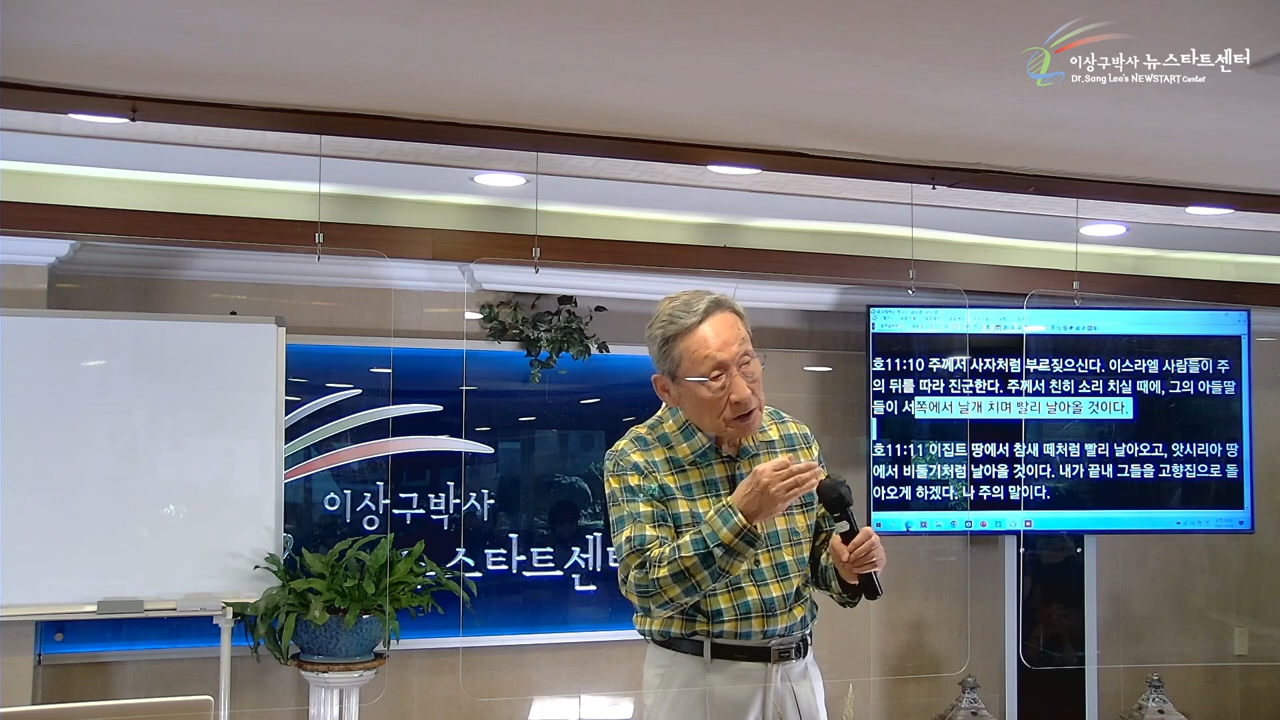 이상구박사 뉴스타트센터
Dr. Sang Lee's NEWSTART Center
호11:10 주께서 사자처럼 부르짖으신다. 이스라엘 사람들이 주
의 뒤를 따라 진군한다. 주께서 친히 소리 치실 때에, 그의 아들딸
들이 서쪽에서 날개 치며 빨리 날아올 것이다.
호11:11 이집트 땅에서 참새 떼처럼 빨리 날아오고, 앗시리아 땅
에서 비둘기처럼 날아올 것이다. 내가 끝내 그들을 고향집으로 돌
아오게 하겠다. 나 주의 말이다.
이상구박사
스타트센